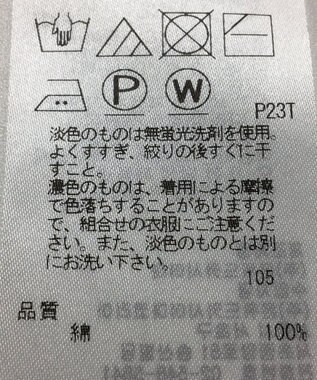 P W
P23T
淡色のものは無蛍光洗剤を使用。
よくすすぎ、絞りの後すぐに干
すこと。
濃色のものは、着用による摩擦
で色落ちすることがありますの
で、組合せの衣服にご注意くだ
さい。また、淡色のものとは別
にお洗い下さい。
105
品質
綿 100%